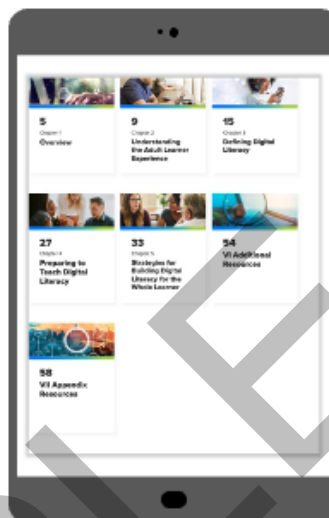 5
Chapter 1
Overview
9
Chapter 2
Understanding
the Adult Learner
Experience
15
Chapter 3
Defining Digital
Literacy
27
Chapter 4
Preparing to
Teach Digital
Literacy
33
Chapter 5
Strategies for
Building Digital
Literacy for the
Whole Learner
54
VI Additional
Resources
58
VII Appendix
Resources